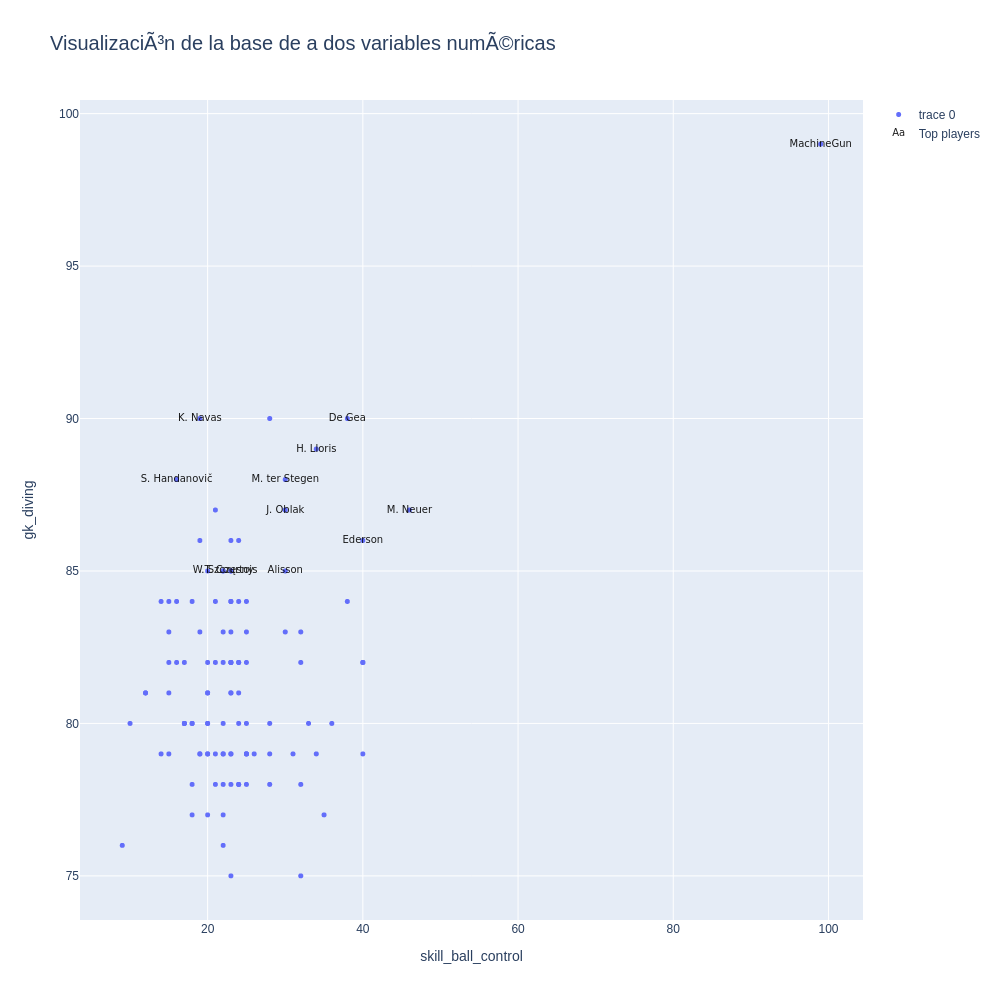 VisualizaciÃ³n de la base de a dos variables numÃ©ricas
trace 0
Aa Top players
100
95
90
85
80
75
gk_diving
MachineGun
K. Navas
De Gea
H. Lloris
S. Handanovič
M. ter Stegen
J. Oblak
M. Neuer
Ederson
Alisson
20
40
60
80
100
skill_ball_control